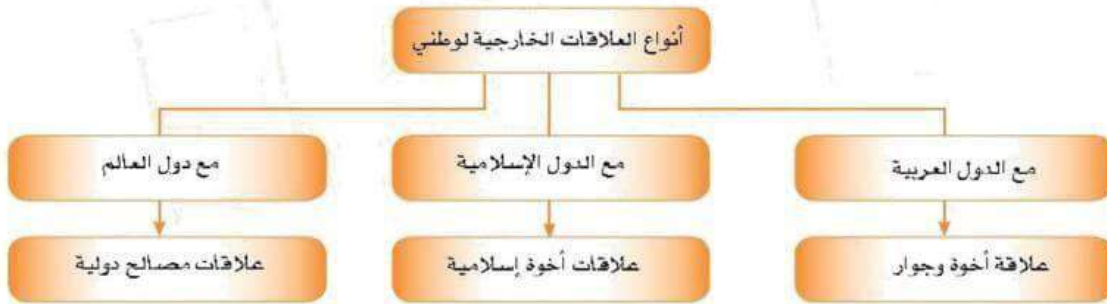 أنواع العلاقات الخارجية لوطني
مع الدول العربية
مع الدول الإسلامية
مع دول العالم
علاقة أخوة وجوار
علاقات أخوة إسلامية
علاقات مصالح دولية